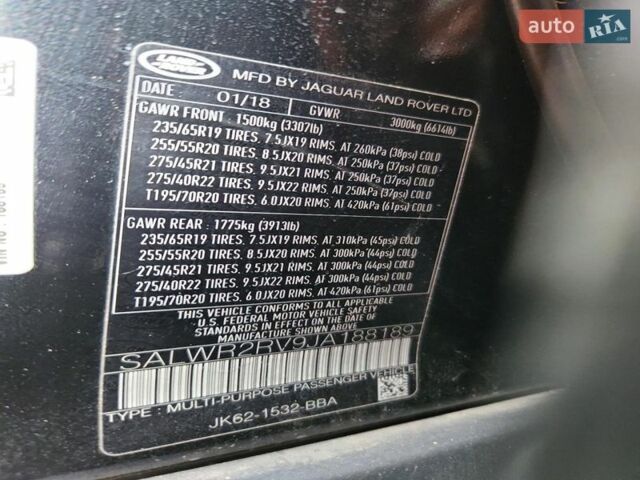 auto RIA .com
LAND ROVER
MFD BY JAGUAR LAND ROVER LTD
DATE 01/18 GVWR 3000kg (6614lb)
GAWR FRONT: 1500kg (3307lb)
235/65R19 TIRES, 7.5JX19 RIMS, AT 260kPa (38psi) COLD
255/55R20 TIRES, 8.5JX20 RIMS, AT 250kPa (37psi) COLD
275/45R21 TIRES, 9.5JX21 RIMS, AT 250kPa (37psi) COLD
275/40R22 TIRES, 9.5JX22 RIMS, AT 250kPa (37psi) COLD
T195/70R20 TIRES, 6.0JX20 RIMS, AT 420kPa (61psi) COLD
GAWR REAR: 1775kg (3913lb)
235/65R19 TIRES, 7.5JX19 RIMS, AT 310kPa (45psi) COLD
255/55R20 TIRES, 8.5JX20 RIMS, AT 300kPa (44psi) COLD
275/45R21 TIRES, 9.5JX21 RIMS, AT 300kPa (44psi) COLD
275/40R22 TIRES, 9.5JX22 RIMS, AT 300kPa (44psi) COLD
T195/70R20 TIRES, 6.0JX20 RIMS, AT 420kPa (61psi) COLD
THIS VEHICLE CONFORMS TO ALL APPLICABLE
U.S. FEDERAL MOTOR VEHICLE SAFETY
STANDARDS IN EFFECT ON THE DATE OF
MANUFACTURE SHOWN ABOVE
SALWR2RV9JA188189
TYPE: MULTI-PURPOSE PASSENGER VEHICLE
JK62-1532-BBA
VIN NO.